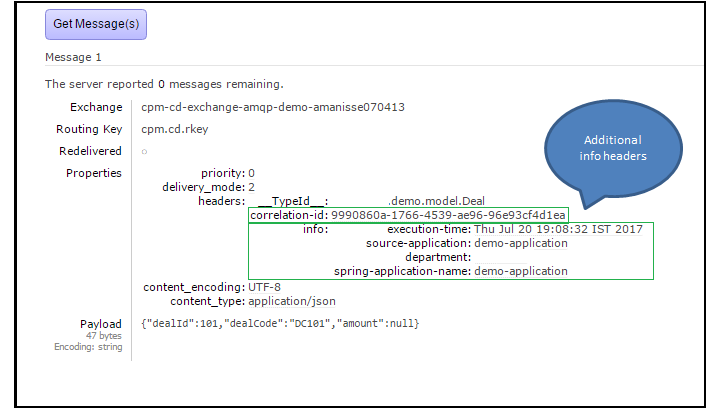 Get Message(s)
Message 1
The server reported 0 messages remaining.
Exchange cpm-cd-exchange-amqp-demo-amanisse070413
Routing Key cpm.cd.rkey
Redelivered ○
Properties priority: 0
delivery_mode: 2
headers: __TypeId__: .demo.model.Deal
correlation-id: 9990860a-1766-4539-ae96-96e93cf4d1ea
info: execution-time: Thu Jul 20 19:08:32 IST 2017
source-application: demo-application
department:
spring-application-name: demo-application
content_encoding: UTF-8
content_type: application/json
Payload {"dealId":101,"dealCode":"DC101","amount":null}
47 bytes
Encoding: string
Additional
info headers